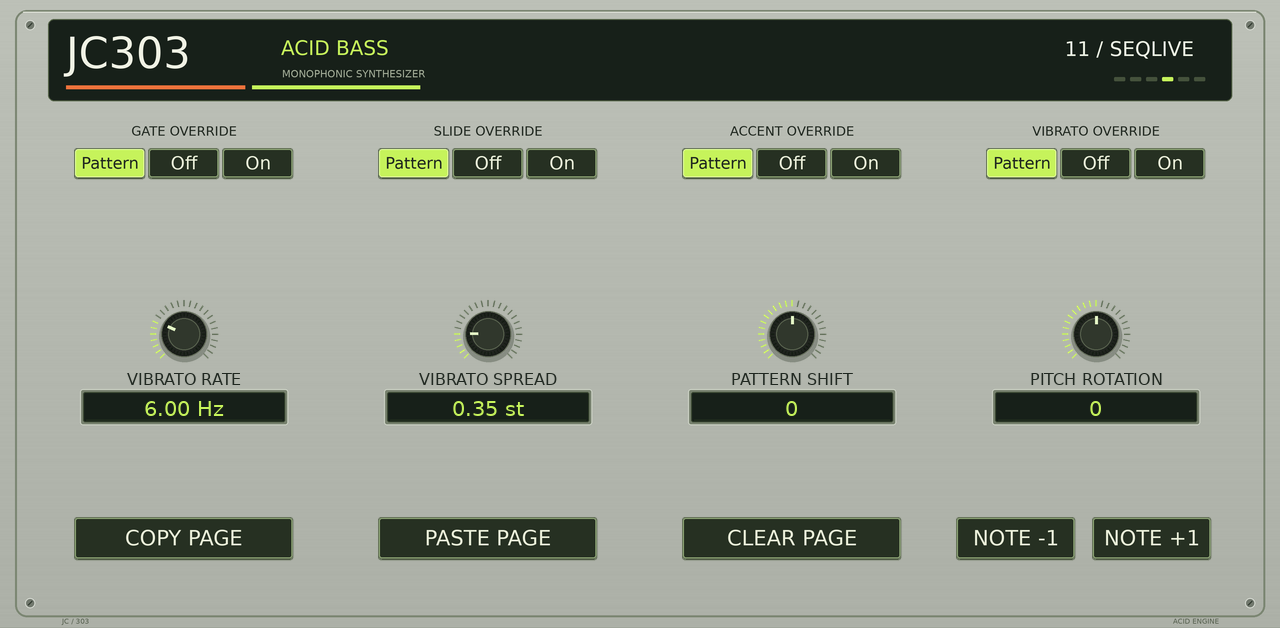 JC303
ACID BASS
MONOPHONIC SYNTHESIZER
11 / SEQLIVE
GATE OVERRIDE
SLIDE OVERRIDE
ACCENT OVERRIDE
VIBRATO OVERRIDE
Pattern Off On
Pattern Off On
Pattern Off On
Pattern Off On
VIBRATO RATE
VIBRATO SPREAD
PATTERN SHIFT
PITCH ROTATION
6.00 Hz
0.35 st
0
0
COPY PAGE
PASTE PAGE
CLEAR PAGE
NOTE -1
NOTE +1
JC / 303
ACID ENGINE